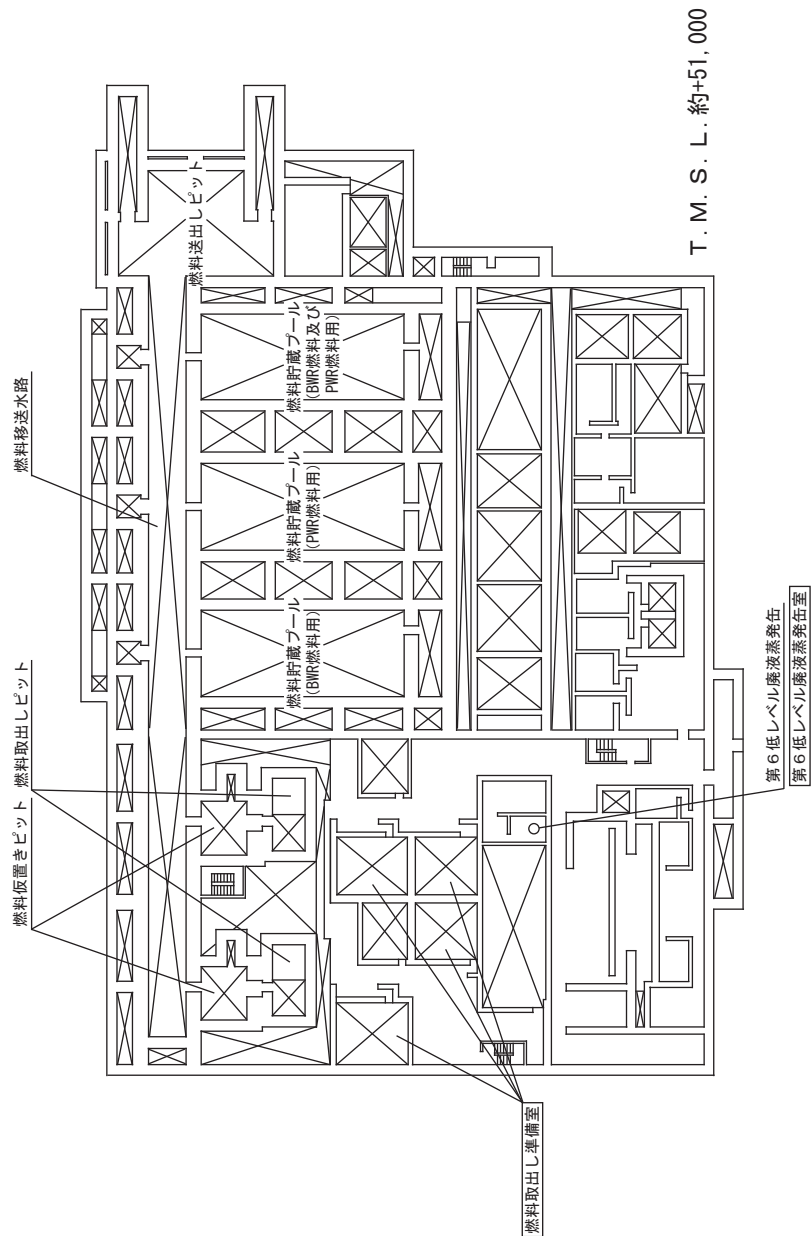 燃料仮置きピット
燃料取出しピット
燃料移送水路
燃料送出しピット
燃料貯蔵プール
(BWR燃料用)
燃料貯蔵プール
(PWR燃料用)
燃料貯蔵プール
(BWR燃料及び
PWR燃料用)
燃料取出し準備室
第6低レベル廃液蒸発缶
第6低レベル廃液蒸発缶室
T.M.S.L.約+51,000